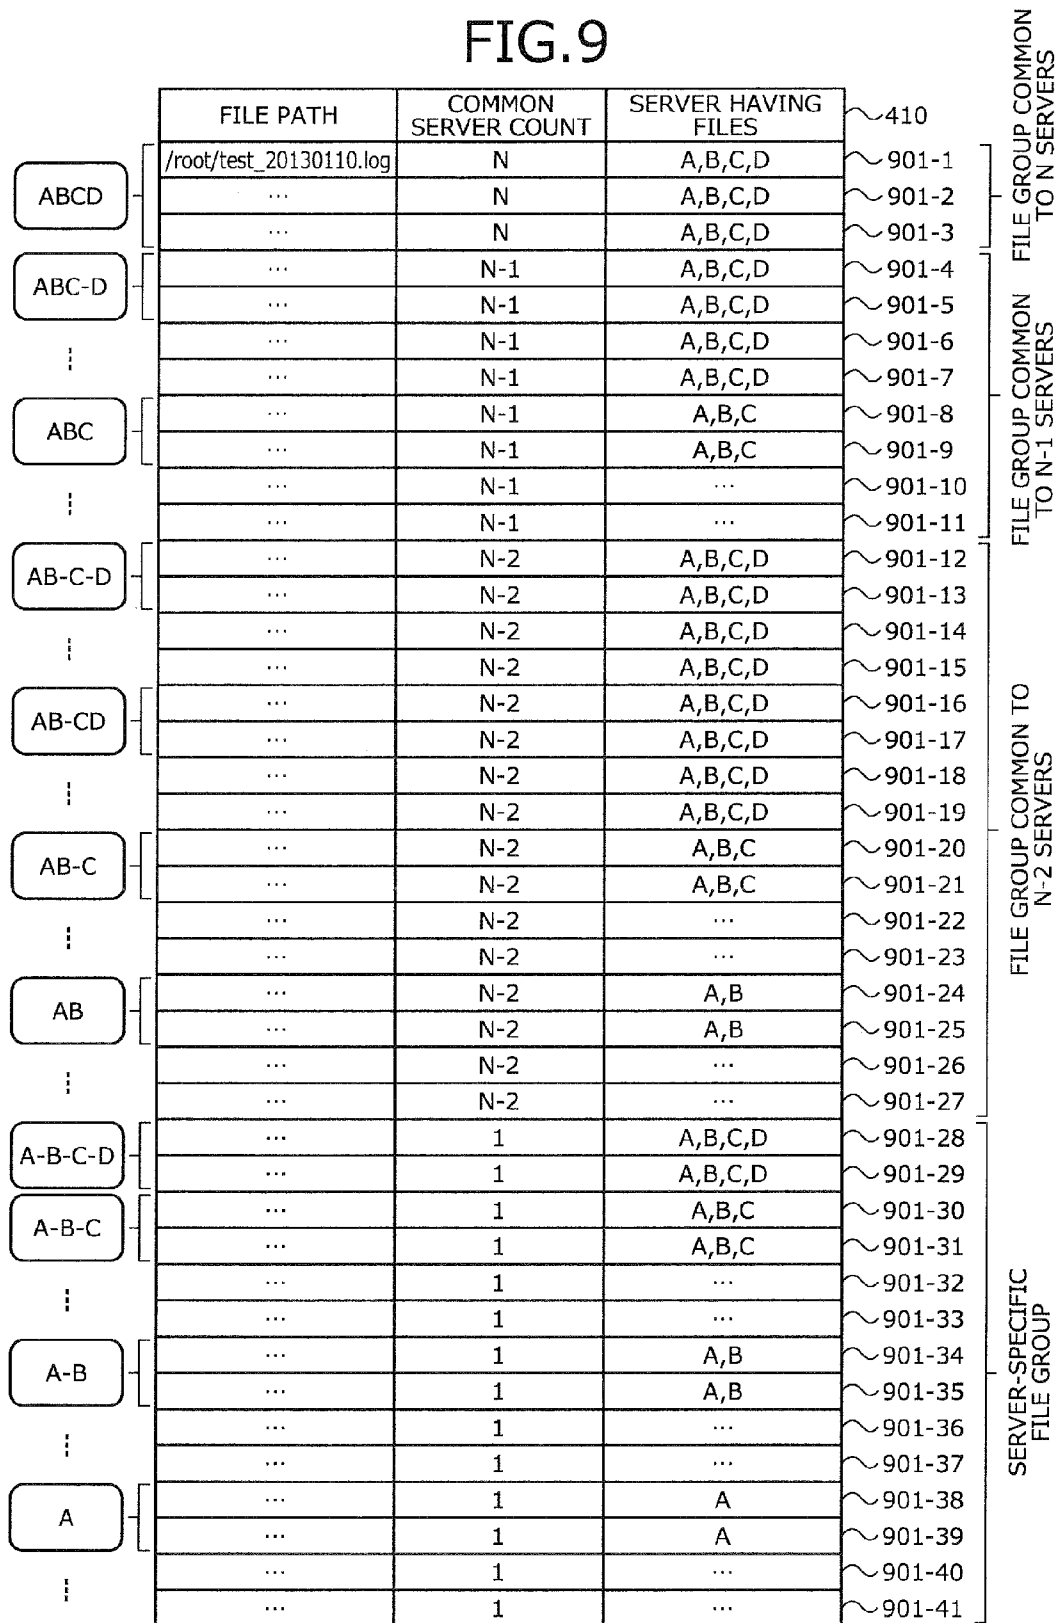 FIG.9
FILE PATH COMMON SERVER COUNT SERVER HAVING FILES 410
ABCD
/root/test_20130110.log N A,B,C,D 901-1
... N A,B,C,D 901-2
... N A,B,C,D 901-3
FILE GROUP COMMON
TO N SERVERS
ABC-D
... N-1 A,B,C,D 901-4
... N-1 A,B,C,D 901-5
... N-1 A,B,C,D 901-6
... N-1 A,B,C,D 901-7
ABC
... N-1 A,B,C 901-8
... N-1 A,B,C 901-9
... N-1 ... 901-10
... N-1 ... 901-11
FILE GROUP COMMON
TO N-1 SERVERS
AB-C-D
... N-2 A,B,C,D 901-12
... N-2 A,B,C,D 901-13
... N-2 A,B,C,D 901-14
... N-2 A,B,C,D 901-15
AB-CD
... N-2 A,B,C,D 901-16
... N-2 A,B,C,D 901-17
... N-2 A,B,C,D 901-18
... N-2 A,B,C,D 901-19
AB-C
... N-2 A,B,C 901-20
... N-2 A,B,C 901-21
... N-2 ... 901-22
... N-2 ... 901-23
AB
... N-2 A,B 901-24
... N-2 A,B 901-25
... N-2 ... 901-26
... N-2 ... 901-27
FILE GROUP COMMON TO
N-2 SERVERS
A-B-C-D
... 1 A,B,C,D 901-28
... 1 A,B,C,D 901-29
A-B-C
... 1 A,B,C 901-30
... 1 A,B,C 901-31
... 1 ... 901-32
... 1 ... 901-33
A-B
... 1 A,B 901-34
... 1 A,B 901-35
... 1 ... 901-36
... 1 ... 901-37
A
... 1 A 901-38
... 1 A 901-39
... 1 ... 901-40
... 1 ... 901-41
SERVER-SPECIFIC
FILE GROUP